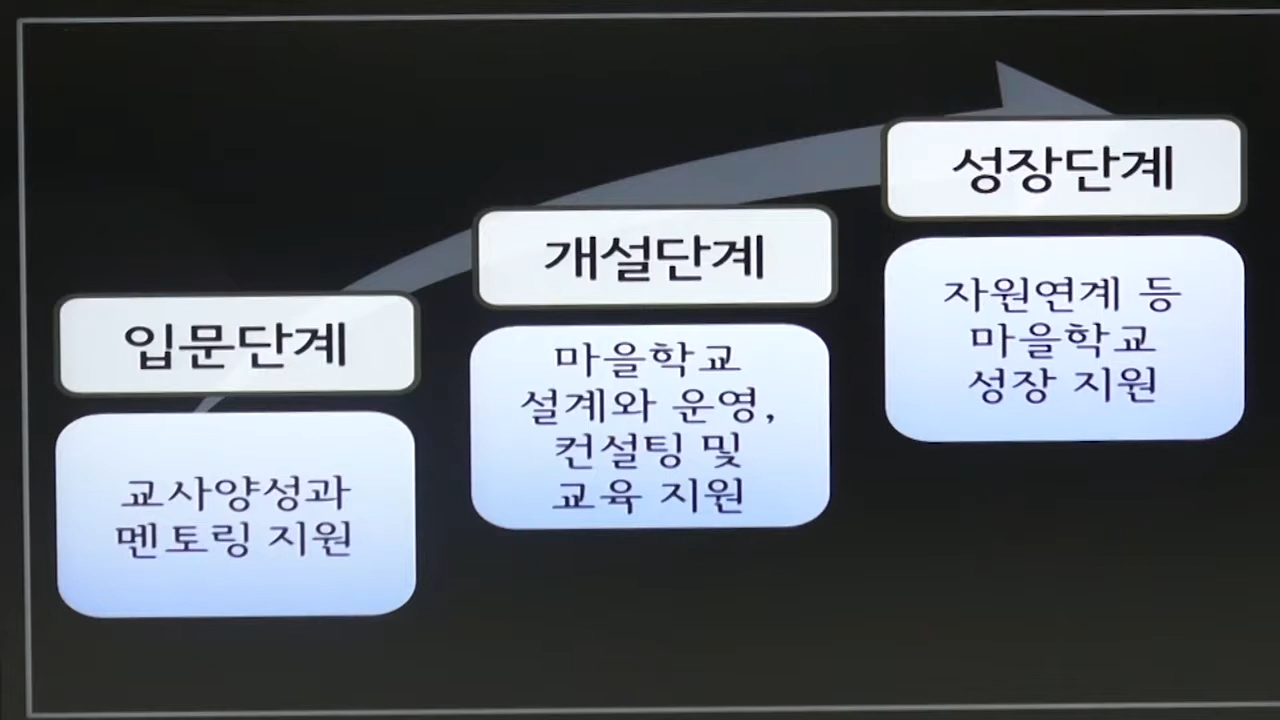 입문단계
교사양성과
멘토링 지원
개설단계
마을학교
설계와 운영,
컨설팅 및
교육 지원
성장단계
자원연계 등
마을학교
성장 지원